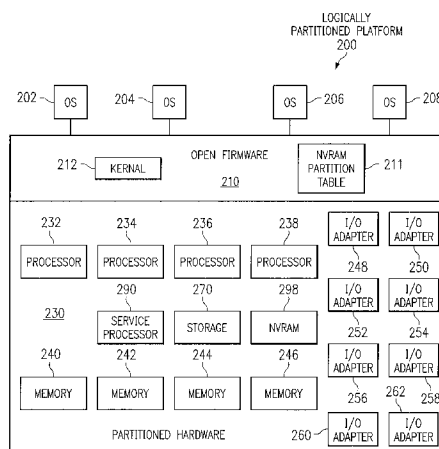 LOGICALLY
PARTITIONED PLATFORM
200
202 OS 204 OS OS 206 OS 208
212 KERNAL OPEN FIRMWARE 210 NVRAM PARTITION TABLE 211
232 234 236 238
PROCESSOR PROCESSOR PROCESSOR PROCESSOR I/O ADAPTER I/O ADAPTER
248 250
290 270 298
230 SERVICE PROCESSOR STORAGE NVRAM I/O ADAPTER I/O ADAPTER
252 254
240 242 244 246
MEMORY MEMORY MEMORY MEMORY I/O ADAPTER I/O ADAPTER
256 262 258
PARTITIONED HARDWARE 260 I/O ADAPTER I/O ADAPTER